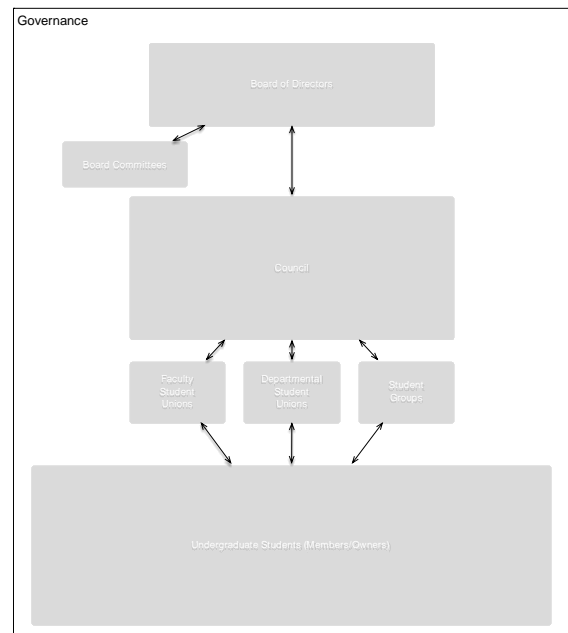 Governance
Board of Directors
Board Committees
Council
Faculty
Student
Unions
Departmental
Student
Unions
Student
Groups
Undergraduate Students (Members/Owners)